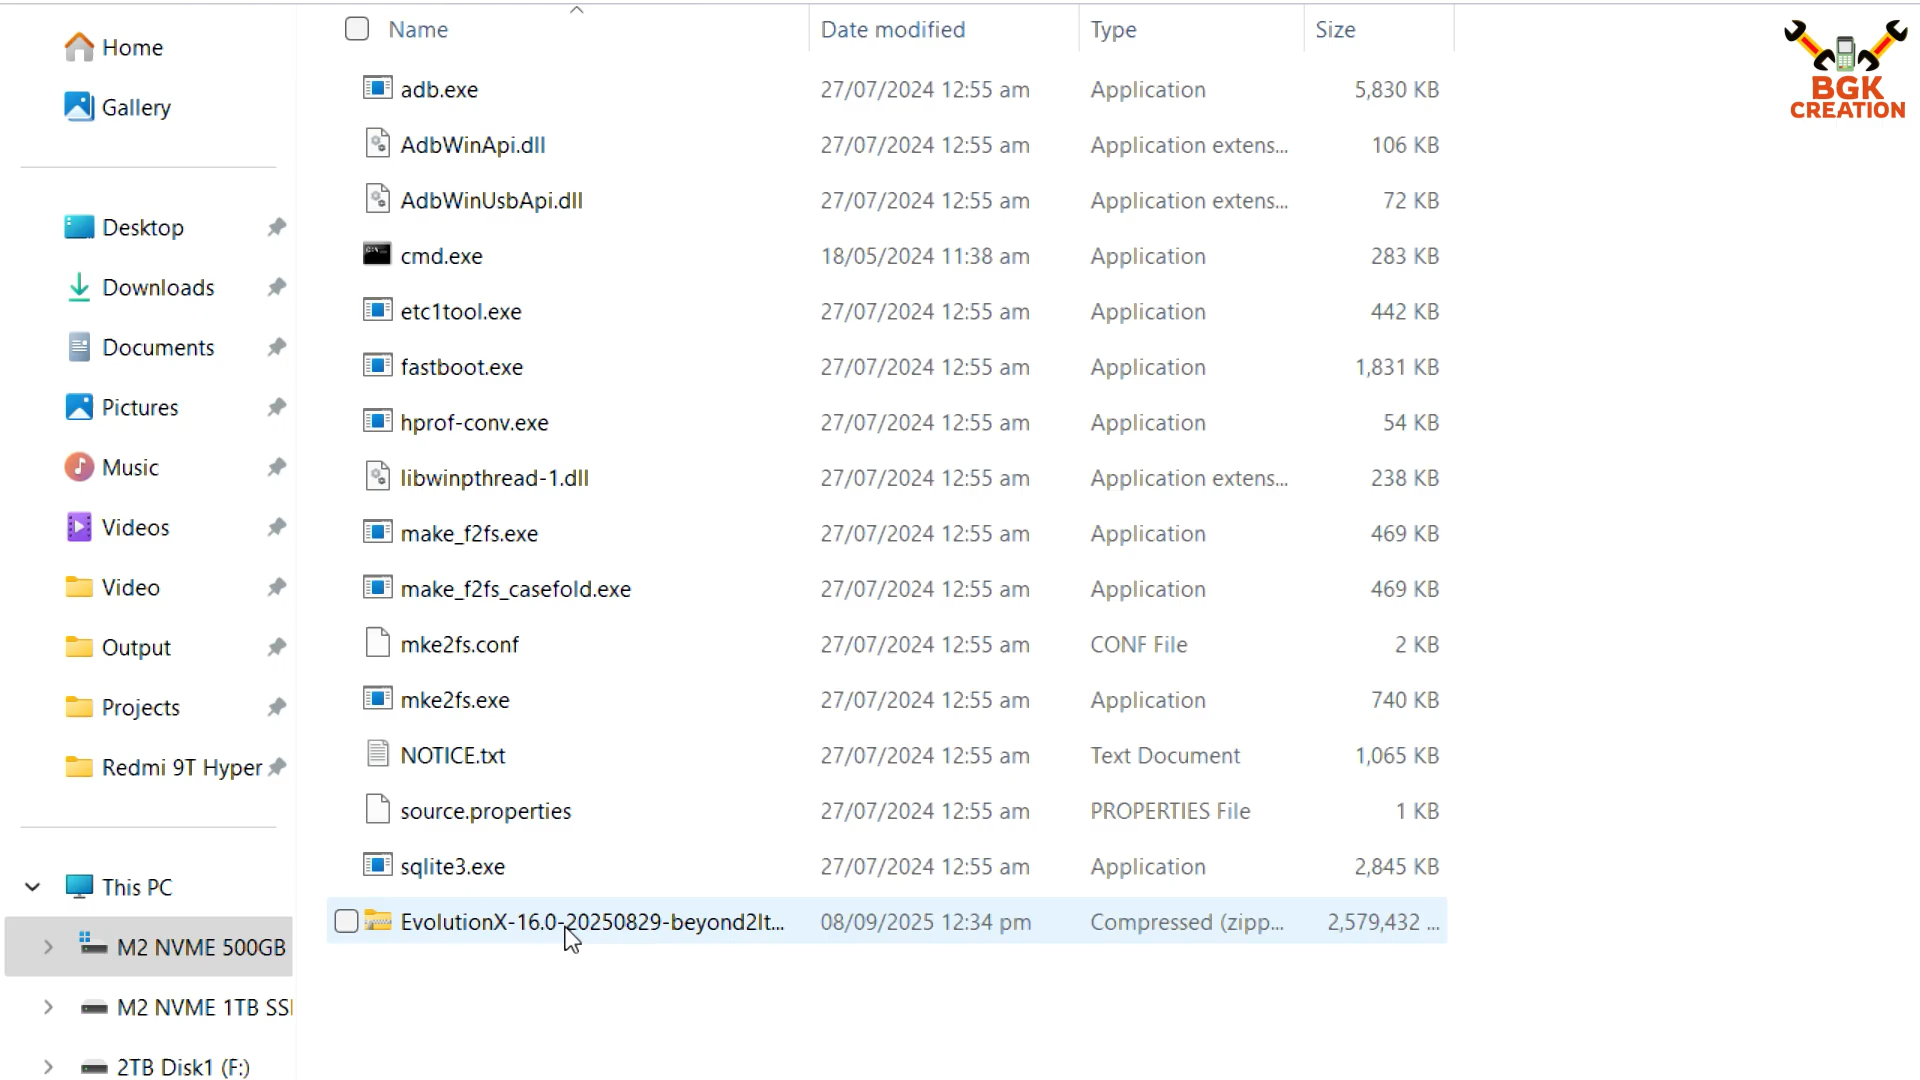 Name Date modified Type Size
Home
Gallery
Desktop
Downloads
Documents
Pictures
Music
Videos
Video
Output
Projects
Redmi 9T Hyper
This PC
M2 NVME 500GB
M2 NVME 1TB SSI
2TB Disk1 (F:)
adb.exe 27/07/2024 12:55 am Application 5,830 KB
AdbWinApi.dll 27/07/2024 12:55 am Application extens... 106 KB
AdbWinUsbApi.dll 27/07/2024 12:55 am Application extens... 72 KB
cmd.exe 18/05/2024 11:38 am Application 283 KB
etc1tool.exe 27/07/2024 12:55 am Application 442 KB
fastboot.exe 27/07/2024 12:55 am Application 1,831 KB
hprof-conv.exe 27/07/2024 12:55 am Application 54 KB
libwinpthread-1.dll 27/07/2024 12:55 am Application extens... 238 KB
make_f2fs.exe 27/07/2024 12:55 am Application 469 KB
make_f2fs_casefold.exe 27/07/2024 12:55 am Application 469 KB
mke2fs.conf 27/07/2024 12:55 am CONF File 2 KB
mke2fs.exe 27/07/2024 12:55 am Application 740 KB
NOTICE.txt 27/07/2024 12:55 am Text Document 1,065 KB
source.properties 27/07/2024 12:55 am PROPERTIES File 1 KB
sqlite3.exe 27/07/2024 12:55 am Application 2,845 KB
EvolutionX-16.0-20250829-beyond2lt... 08/09/2025 12:34 pm Compressed (zipp... 2,579,432 ...
BGK
CREATION